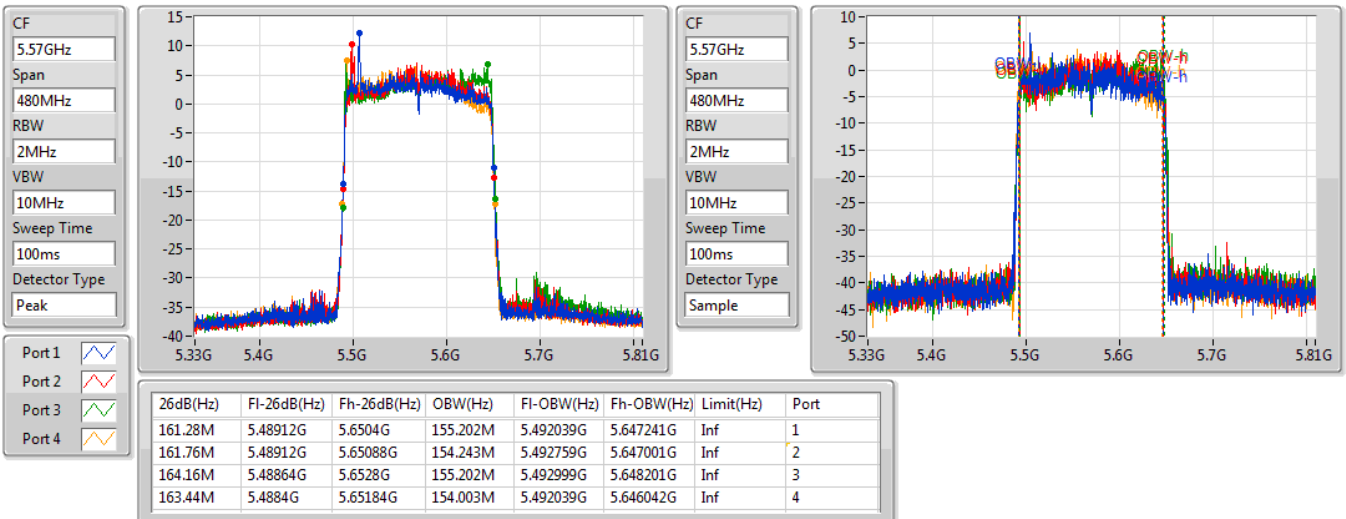 CF
5.57GHz
Span
480MHz
RBW
2MHz
VBW
10MHz
Sweep Time
100ms
Detector Type
Peak
15
10
5
0
-5
-10
-15
-20
-25
-30
-35
-40
5.33G 5.4G 5.5G 5.6G 5.7G 5.81G
CF
5.57GHz
Span
480MHz
RBW
2MHz
VBW
10MHz
Sweep Time
100ms
Detector Type
Sample
10
5
0
-5
-10
-15
-20
-25
-30
-35
-40
-45
-50
OBW-h
OBW-h
5.33G 5.4G 5.5G 5.6G 5.7G 5.81G
Port 1
Port 2
Port 3
Port 4
26dB(Hz) Fl-26dB(Hz) Fh-26dB(Hz) OBW(Hz) Fl-OBW(Hz) Fh-OBW(Hz) Limit(Hz) Port
161.28M 5.48912G 5.6504G 155.202M 5.492039G 5.647241G Inf 1
161.76M 5.48912G 5.65088G 154.243M 5.492759G 5.647001G Inf 2
164.16M 5.48864G 5.6528G 155.202M 5.492999G 5.648201G Inf 3
163.44M 5.4884G 5.65184G 154.003M 5.492039G 5.646042G Inf 4